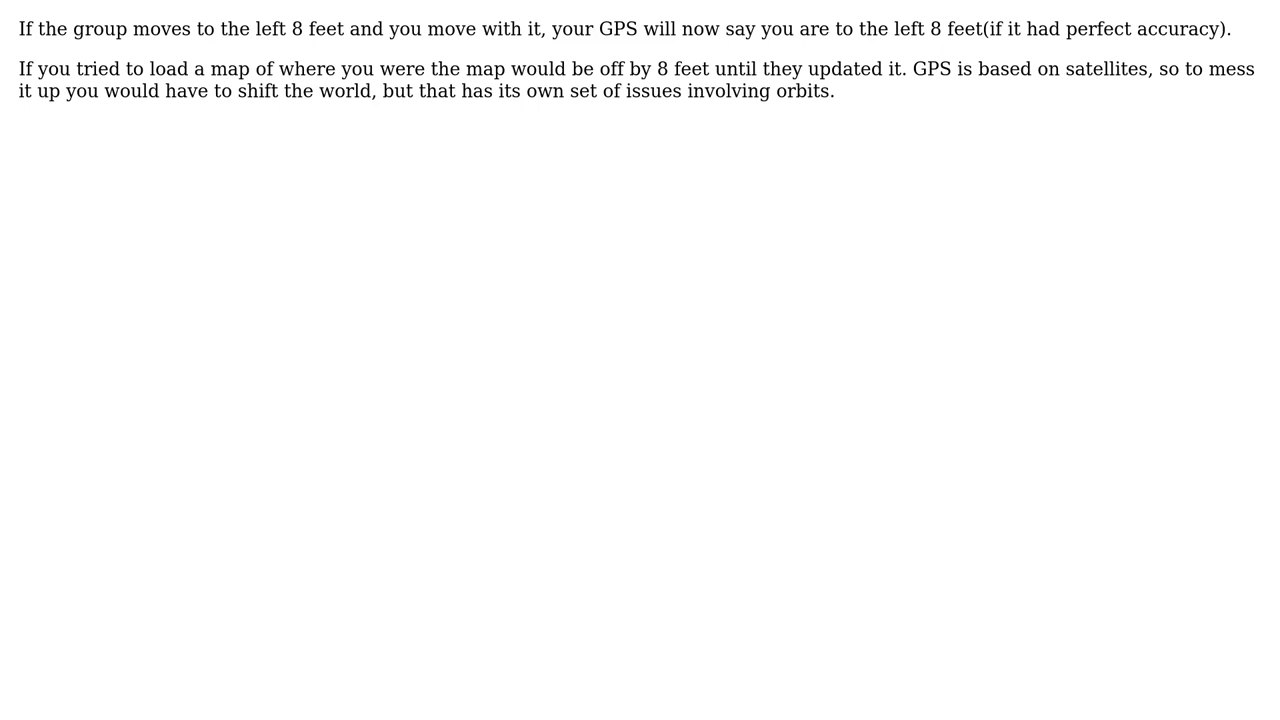 If the group moves to the left 8 feet and you move with it, your GPS will now say you are to the left 8 feet(if it had perfect accuracy).
If you tried to load a map of where you were the map would be off by 8 feet until they updated it. GPS is based on satellites, so to mess
it up you would have to shift the world, but that has its own set of issues involving orbits.